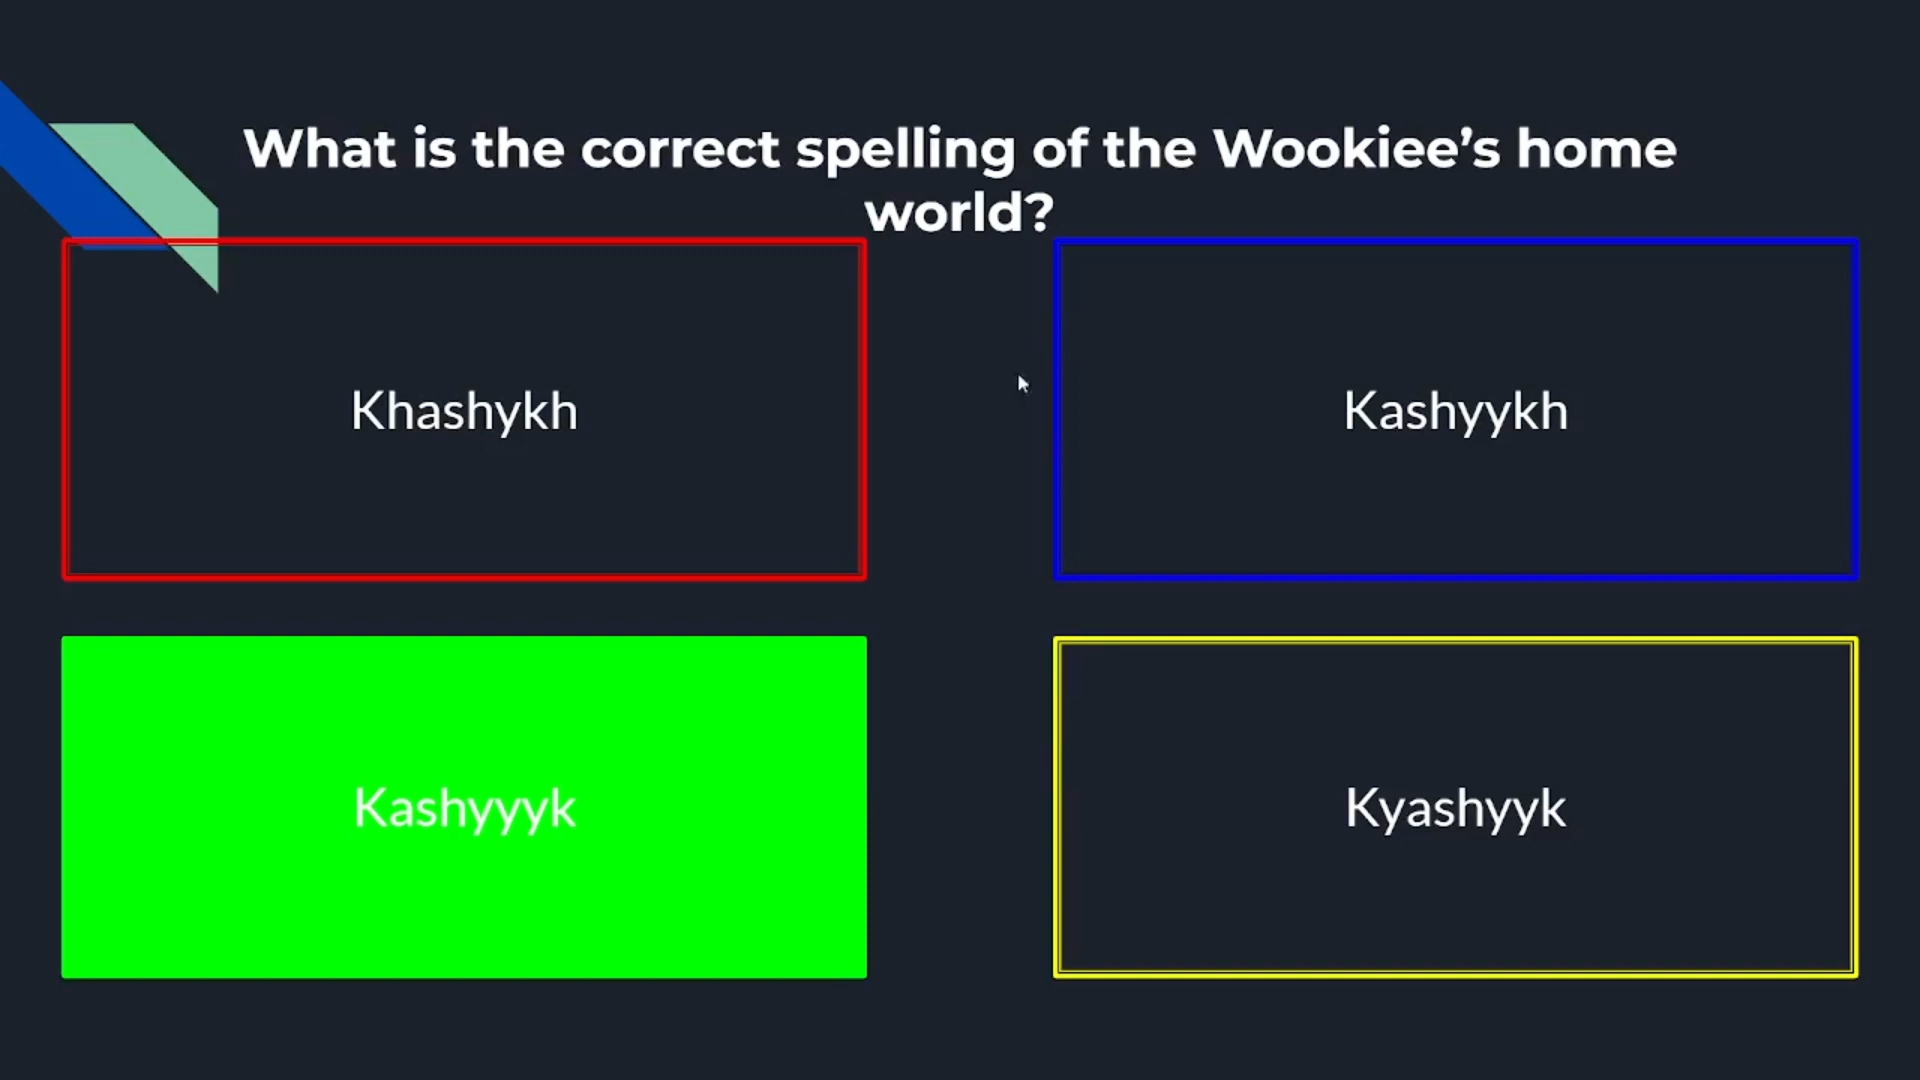 What is the correct spelling of the Wookiee’s home
world?
Khashykh
Kashyykh
Kashyyyk
Kyashyyk